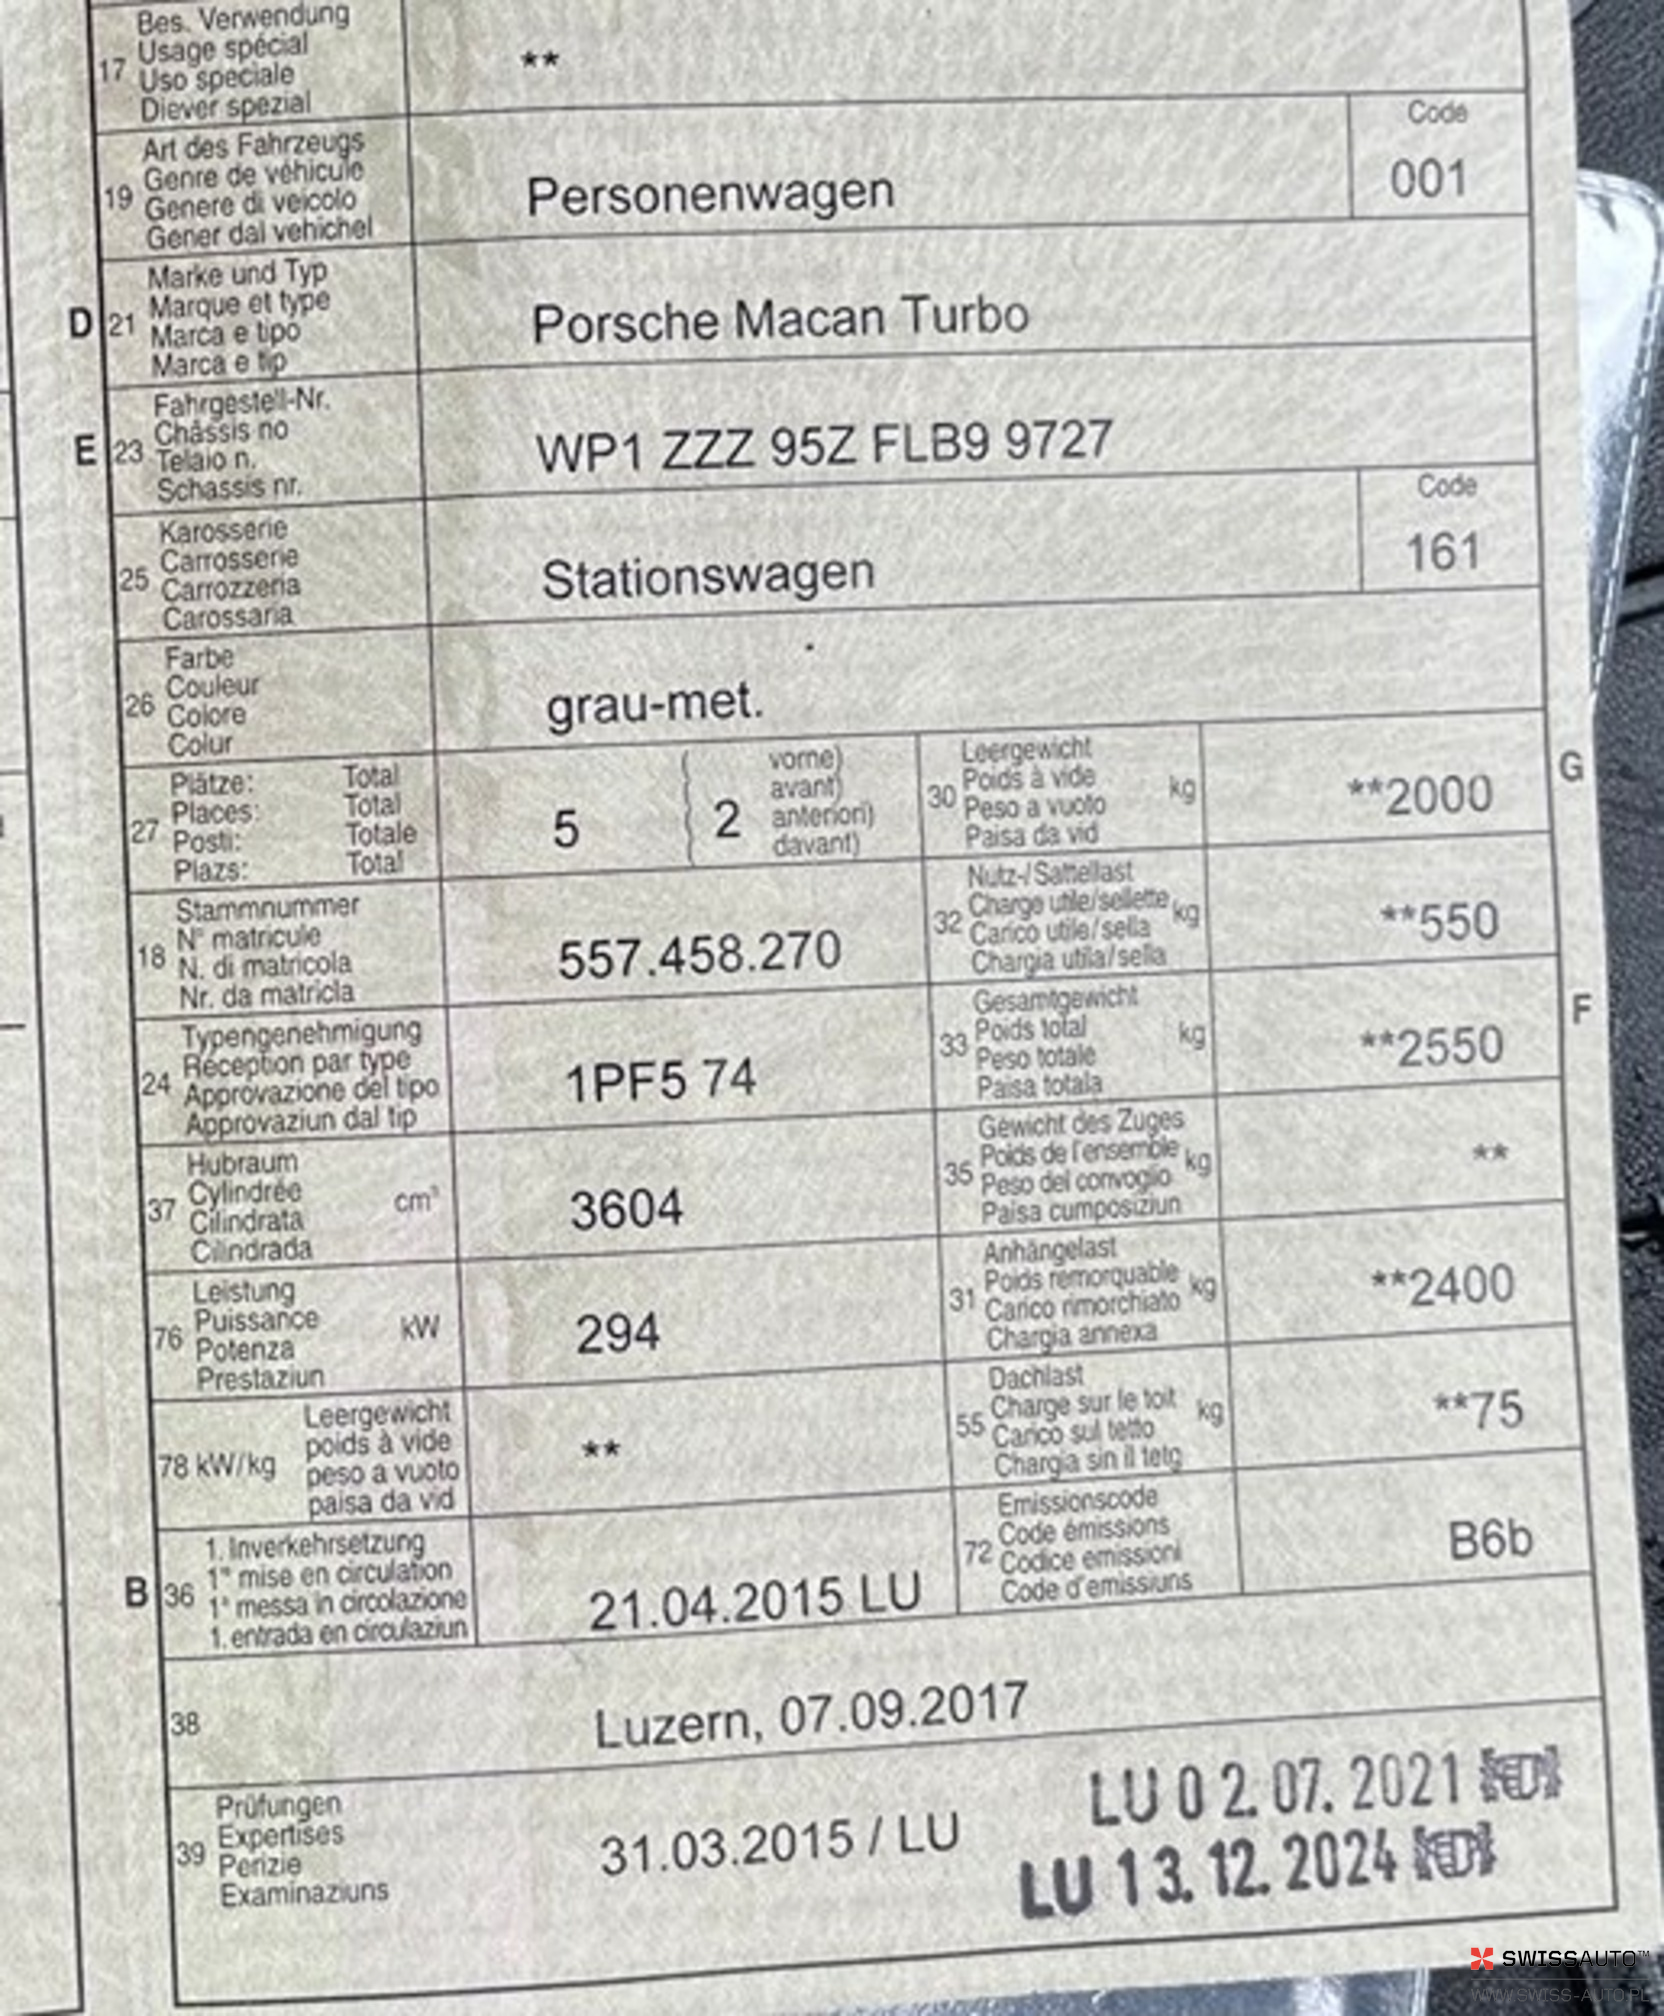 17
Bes. Verwendung
Usage spécial
Uso speciale
Diever spezial
**
19
Art des Fahrzeugs
Genre de véhicule
Genere di veicolo
Gener dal vehichel
Personenwagen
Code
001
D
21
Marke und Typ
Marque et type
Marca e tipo
Marca e tip
Porsche Macan Turbo
E
23
Fahrgestell-Nr.
Châssis no
Telaio n.
Schassis nr.
WP1 ZZZ 95Z FLB9 9727
25
Karosserie
Carrosserie
Carrozzeria
Carossaria
Stationswagen
Code
161
26
Farbe
Couleur
Colore
Colur
grau-met.
27
Plätze: Total
Places: Total
Posti: Totale
Plazs: Total
5
( 2
vorne)
avant)
anteriori)
davant)
30
Leergewicht
Poids à vide
Peso a vuoto
Paisa da vid
kg
**2000
G
18
Stammnummer
N° matricule
N. di matricola
Nr. da matricla
557.458.270
32
Nutz-/Sattellast
Charge utile/sellette
Carico utile/sella
Chargia utila/sella
kg
**550
24
Typengenehmigung
Réception par type
Approvazione del tipo
Approvaziun dal tip
1PF5 74
33
Gesamtgewicht
Poids total
Peso totale
Paisa totala
kg
**2550
F
37
Hubraum
Cylindrée
Cilindrata
Cilindrada
cm³
3604
35
Gewicht des Zuges
Poids de l'ensemble
Peso del convoglio
Paisa cumposiziun
kg
**
76
Leistung
Puissance
Potenza
Prestaziun
kW
294
31
Anhängelast
Poids remorquable
Carico rimorchiato
Chargia annexa
kg
**2400
78 kW/kg
Leergewicht
poids à vide
peso a vuoto
paisa da vid
**
55
Dachlast
Charge sur le toit
Carico sul tetto
Chargia sin il tetg
kg
**75
B
36
1. Inverkehrsetzung
1re mise en circulation
1a messa in circolazione
1. entrada en circulaziun
21.04.2015 LU
72
Emissionscode
Code émissions
Codice emissioni
Code d'emissiuns
B6b
38
Luzern, 07.09.2017
39
Prüfungen
Expertises
Perizie
Examinaziuns
31.03.2015 / LU
LU 02.07.2021
LU 13.12.2024
SWISSAUTO™
WWW.SWISS-AUTO.PL